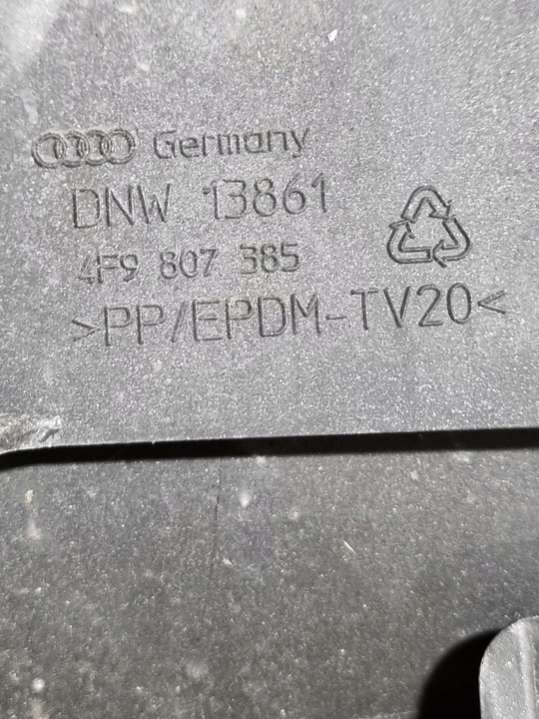 Germany
DNW 13861
4F9 807 385
>PP/EPDM-TV20<